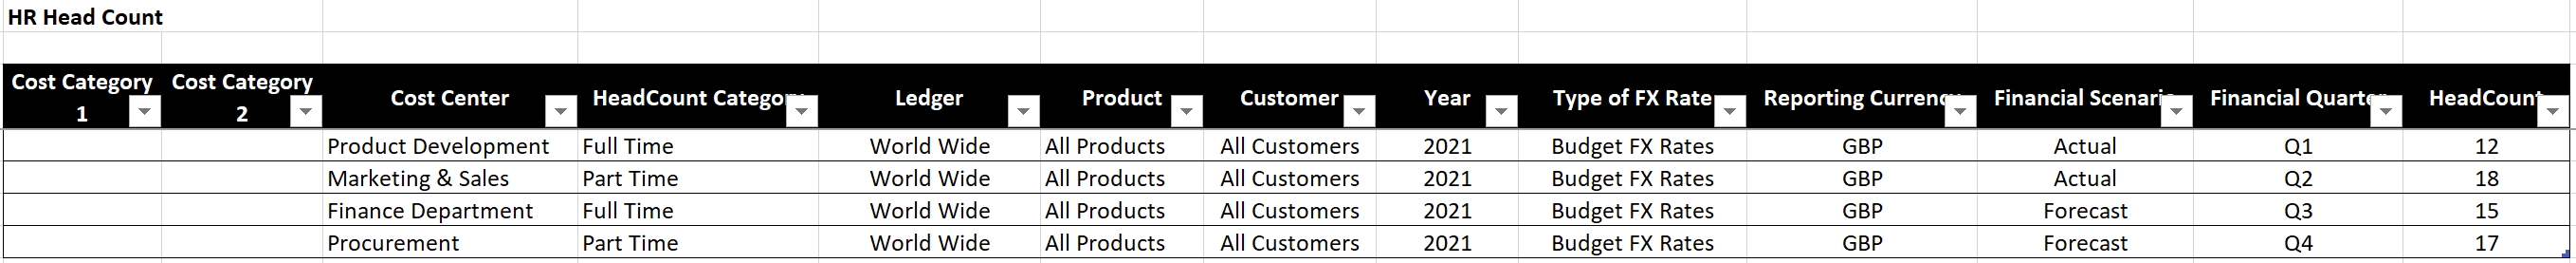 HR Head Count
Cost Category 1 Cost Category 2 Cost Center HeadCount Category Ledger Product Customer Year Type of FX Rate Reporting Currency Financial Scenario Financial Quarter HeadCount
Product Development Full Time World Wide All Products All Customers 2021 Budget FX Rates GBP Actual Q1 12
Marketing & Sales Part Time World Wide All Products All Customers 2021 Budget FX Rates GBP Actual Q2 18
Finance Department Full Time World Wide All Products All Customers 2021 Budget FX Rates GBP Forecast Q3 15
Procurement Part Time World Wide All Products All Customers 2021 Budget FX Rates GBP Forecast Q4 17